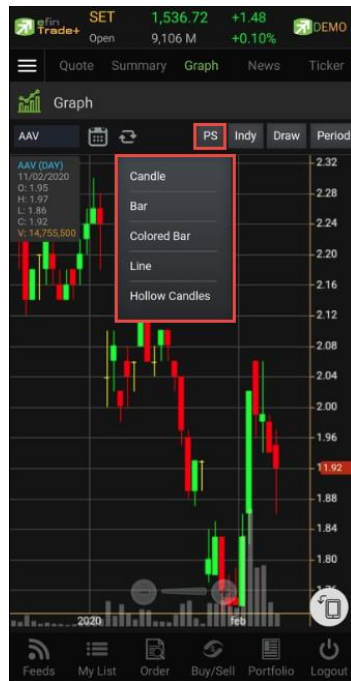 efin Trade+ SET 1,536.72 +1.48 DEMO
Open 9,106 M +0.10%
Quote Summary Graph News Ticker
Graph
AAV PS Indy Draw Period
AAV (DAY)
11/02/2020
O: 1.95
H: 1.97
L: 1.86
C: 1.92
V: 14,755,500
Candle
Bar
Colored Bar
Line
Hollow Candles
2.32
2.28
2.24
2.20
2.16
2.12
2.08
2.04
2.00
1.96
1.92
1.88
1.84
1.80
2020 feb
Feeds My List Order Buy/Sell Portfolio Logout